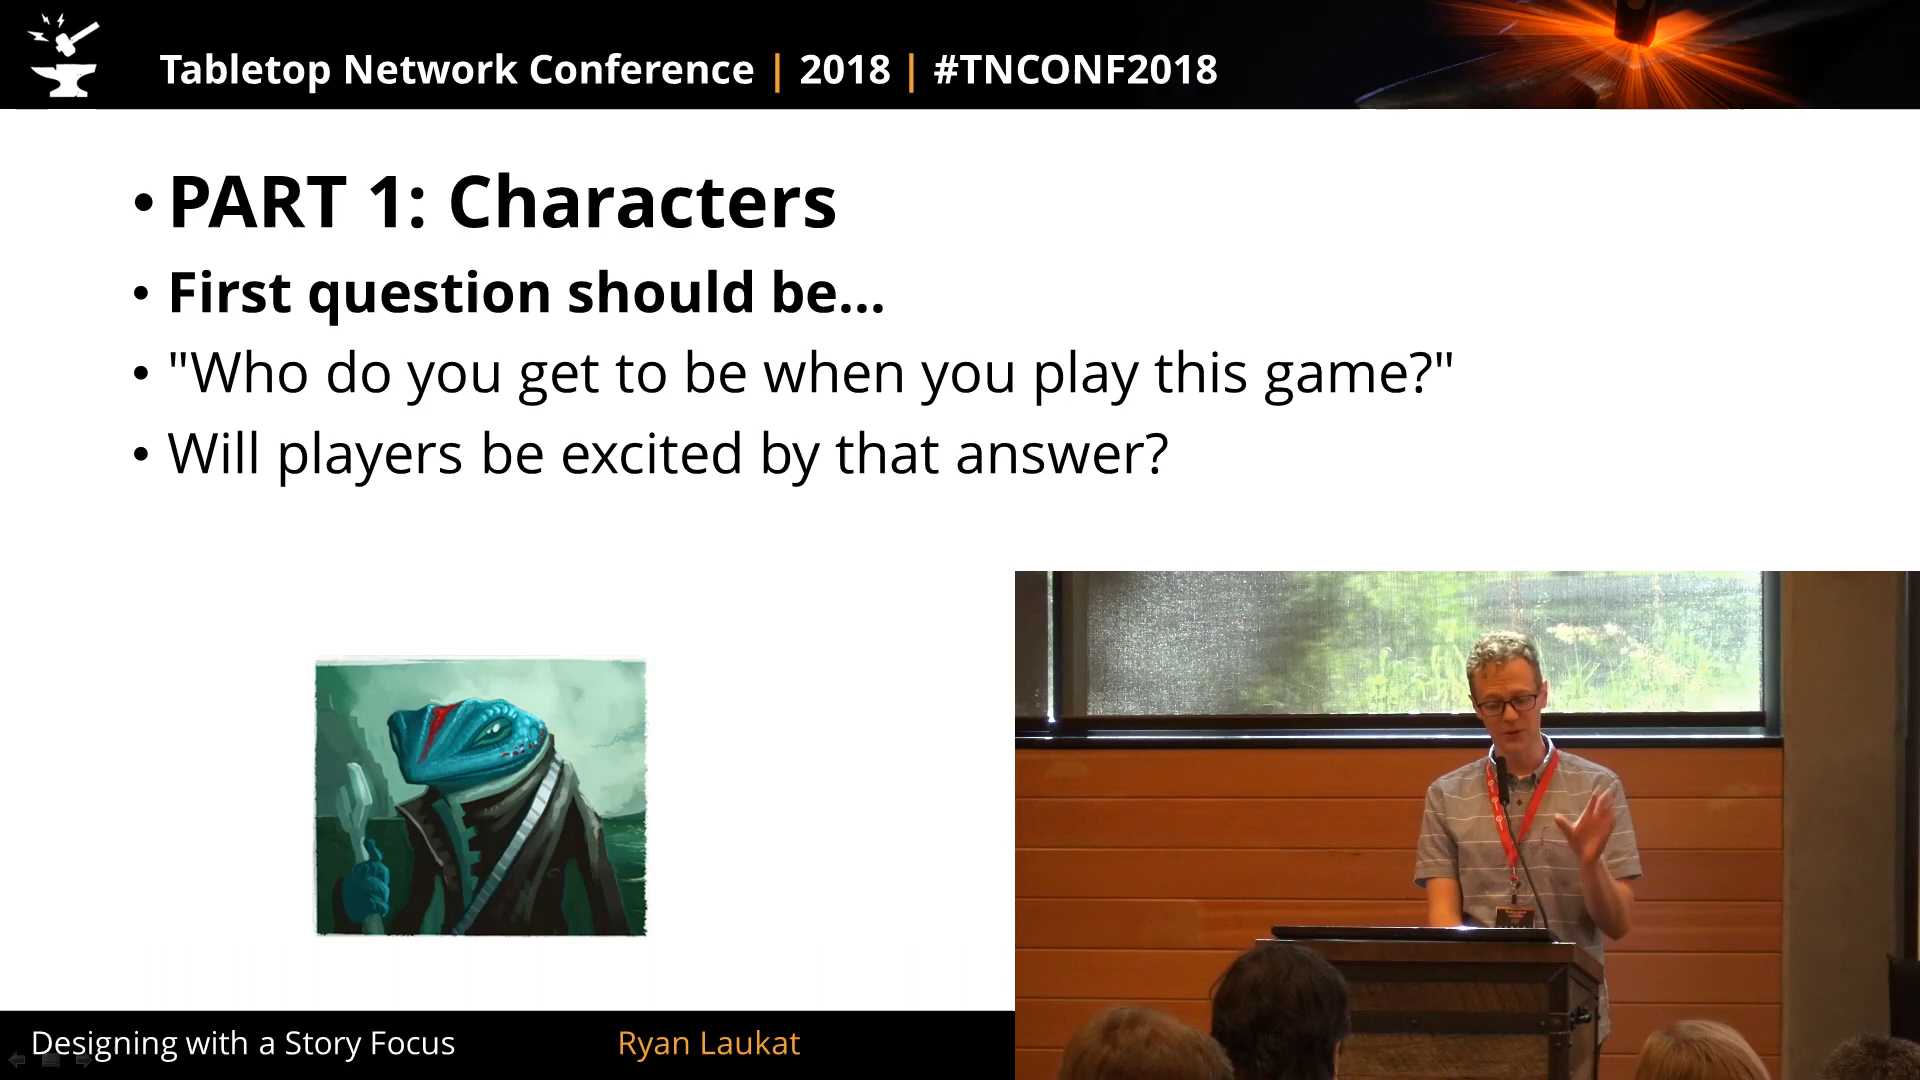 Tabletop Network Conference | 2018 | #TNCONF2018
• PART 1: Characters
• First question should be...
• "Who do you get to be when you play this game?"
• Will players be excited by that answer?
Designing with a Story Focus
Ryan Laukat